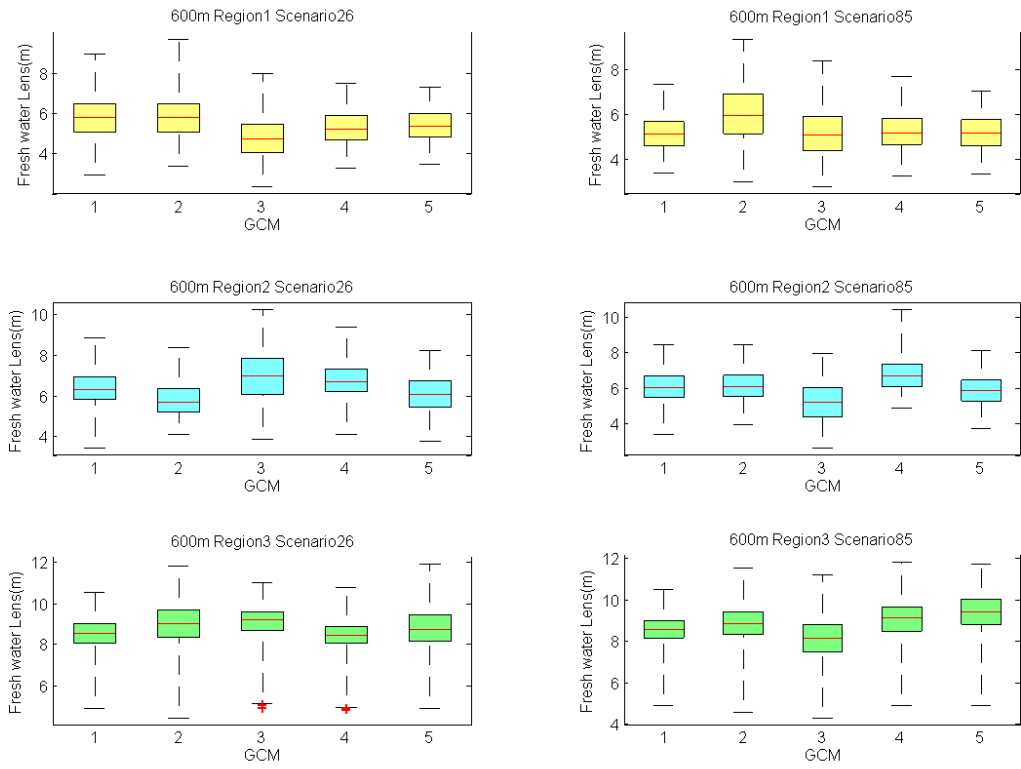 600m Region1 Scenario26
Fresh water Lens(m)
8
6
4
1 2 3 4 5
GCM
600m Region1 Scenario85
Fresh water Lens(m)
8
6
4
1 2 3 4 5
GCM
600m Region2 Scenario26
Fresh water Lens(m)
10
8
6
4
1 2 3 4 5
GCM
600m Region2 Scenario85
Fresh water Lens(m)
10
8
6
4
1 2 3 4 5
GCM
600m Region3 Scenario26
Fresh water Lens(m)
12
10
8
6
1 2 3 4 5
GCM
600m Region3 Scenario85
Fresh water Lens(m)
12
10
8
6
4
1 2 3 4 5
GCM